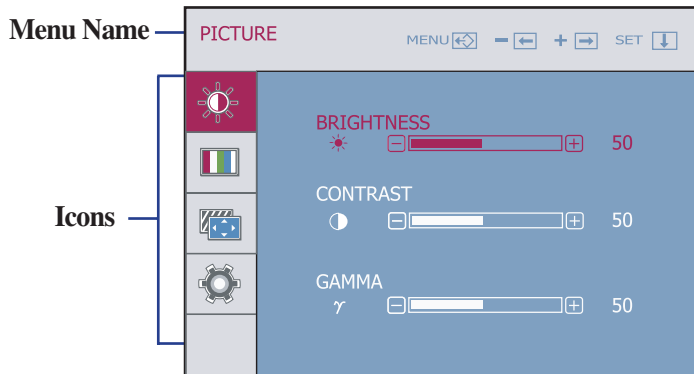 Menu Name
PICTURE
MENU - + SET
BRIGHTNESS
- + 50
CONTRAST
- + 50
Icons
GAMMA
γ - + 50